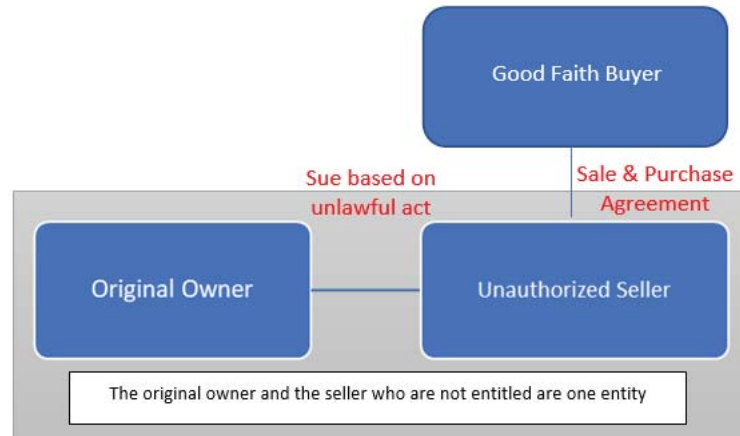 Good Faith Buyer
Sue based on
unlawful act
Sale & Purchase
Agreement
Original Owner
Unauthorized Seller
The original owner and the seller who are not entitled are one entity